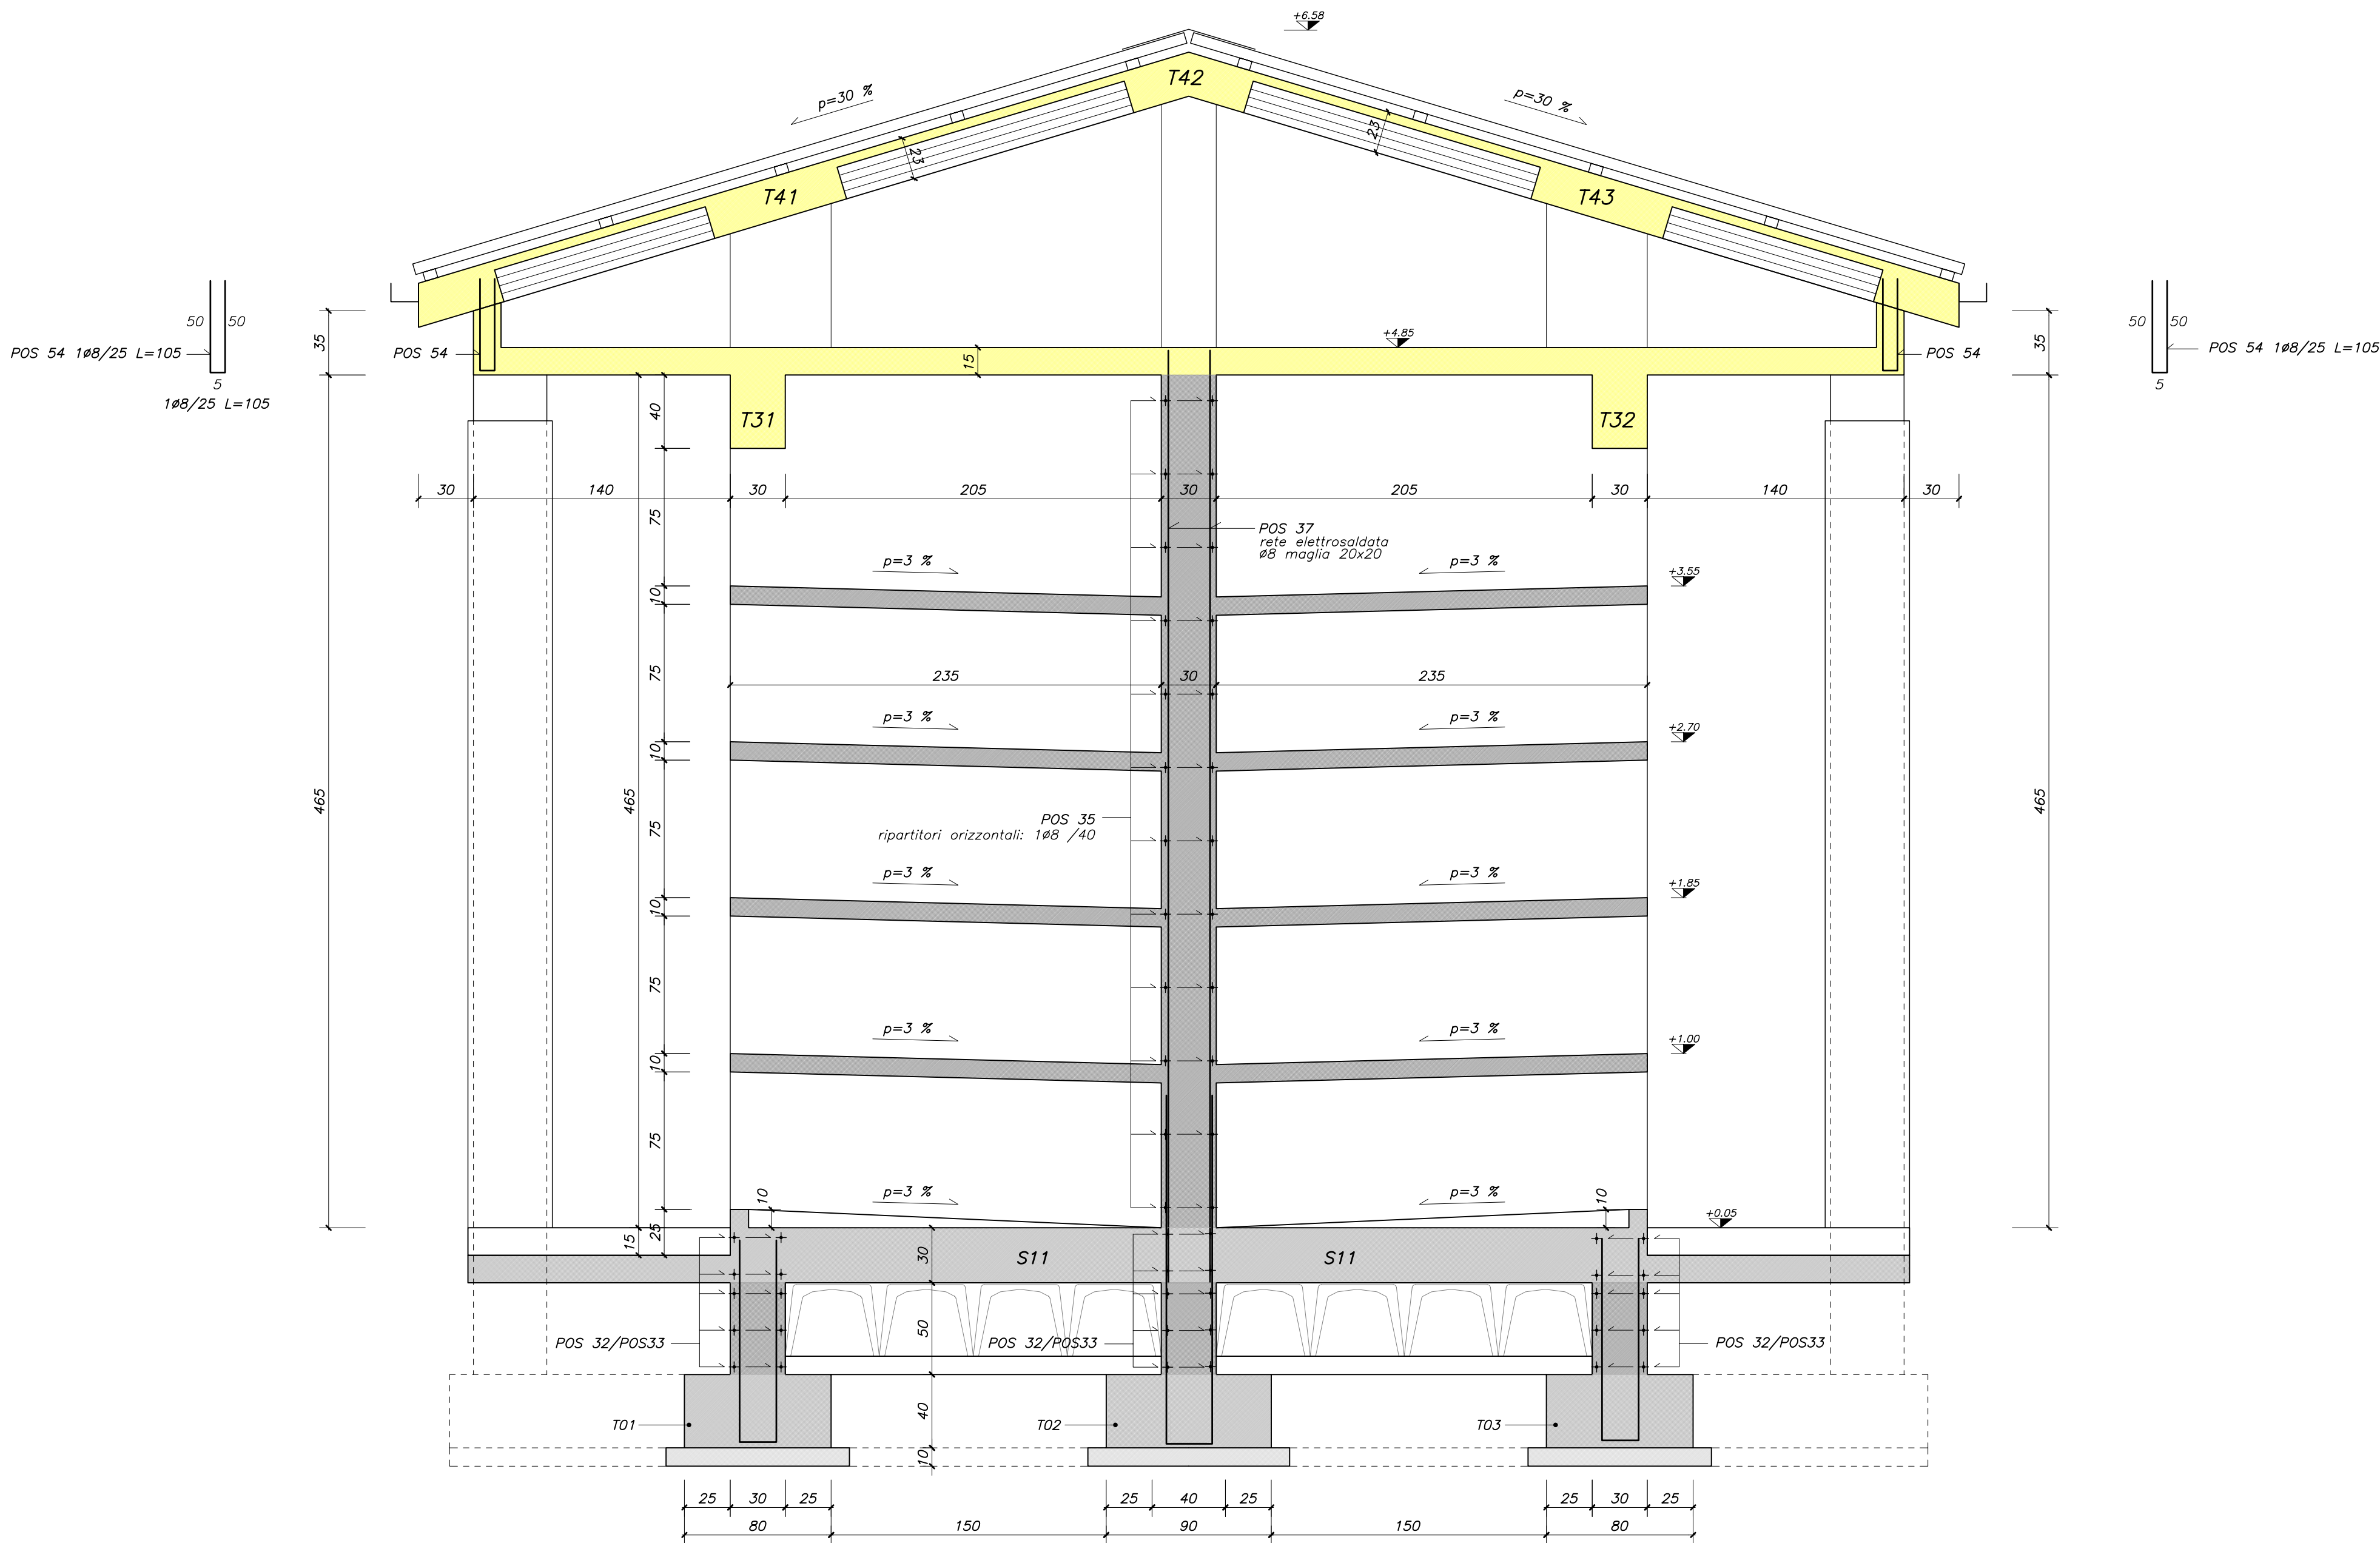 +6.58
T42
p=30 %
p=30 %
23
23
T41
T43
50
50
POS 54 1ø8/25 L=105
5
1ø8/25 L=105
35
POS 54
+4.85
15
POS 54
35
50
50
POS 54 1ø8/25 L=105
5
40
T31
T32
30
140
30
205
30
205
30
140
30
75
POS 37
rete elettrosaldata
ø8 maglia 20x20
p=3 %
p=3 %
+3.55
10
75
235
30
235
p=3 %
p=3 %
+2.70
10
465
465
75
POS 35
ripartitori orizzontali: 1ø8 /40
465
p=3 %
p=3 %
+1.85
10
75
p=3 %
p=3 %
+1.00
10
75
p=3 %
p=3 %
10
10
+0.05
15
25
30
S11
S11
50
POS 32/POS33
POS 32/POS33
POS 32/POS33
40
T01
T02
T03
10
25
30
25
25
40
25
25
30
25
80
150
90
150
80